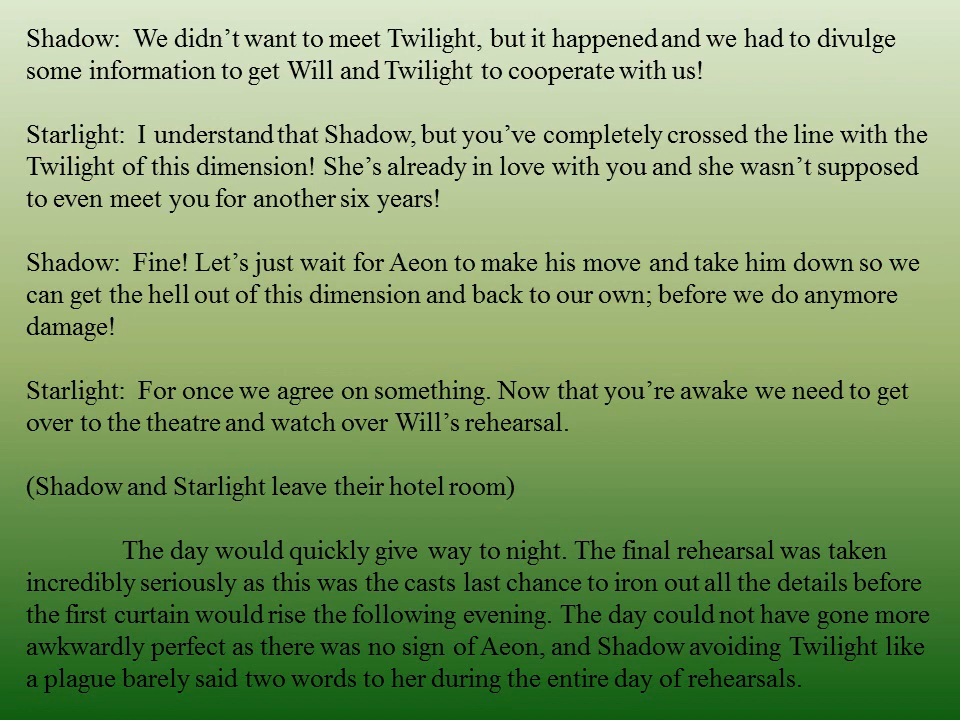 Shadow:  We didn’t want to meet Twilight, but it happened and we had to divulge
some information to get Will and Twilight to cooperate with us!

Starlight:  I understand that Shadow, but you’ve completely crossed the line with the
Twilight of this dimension! She’s already in love with you and she wasn’t supposed
to even meet you for another six years!

Shadow:  Fine! Let’s just wait for Aeon to make his move and take him down so we
can get the hell out of this dimension and back to our own; before we do anymore
damage!

Starlight:  For once we agree on something. Now that you’re awake we need to get
over to the theatre and watch over Will’s rehearsal.

(Shadow and Starlight leave their hotel room)

The day would quickly give way to night. The final rehearsal was taken
incredibly seriously as this was the casts last chance to iron out all the details before
the first curtain would rise the following evening. The day could not have gone more
awkwardly perfect as there was no sign of Aeon, and Shadow avoiding Twilight like
a plague barely said two words to her during the entire day of rehearsals.